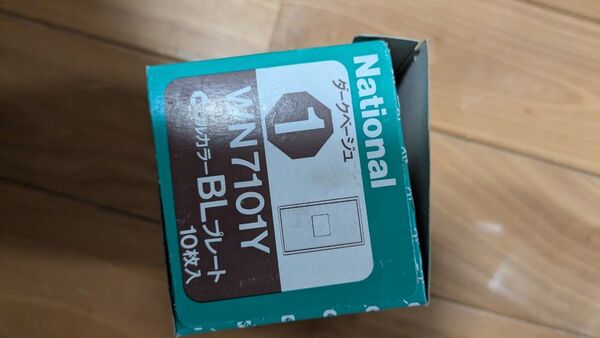 National
ダークベージュ
1
WN7101Y
フルカラーBLプレート
10枚入